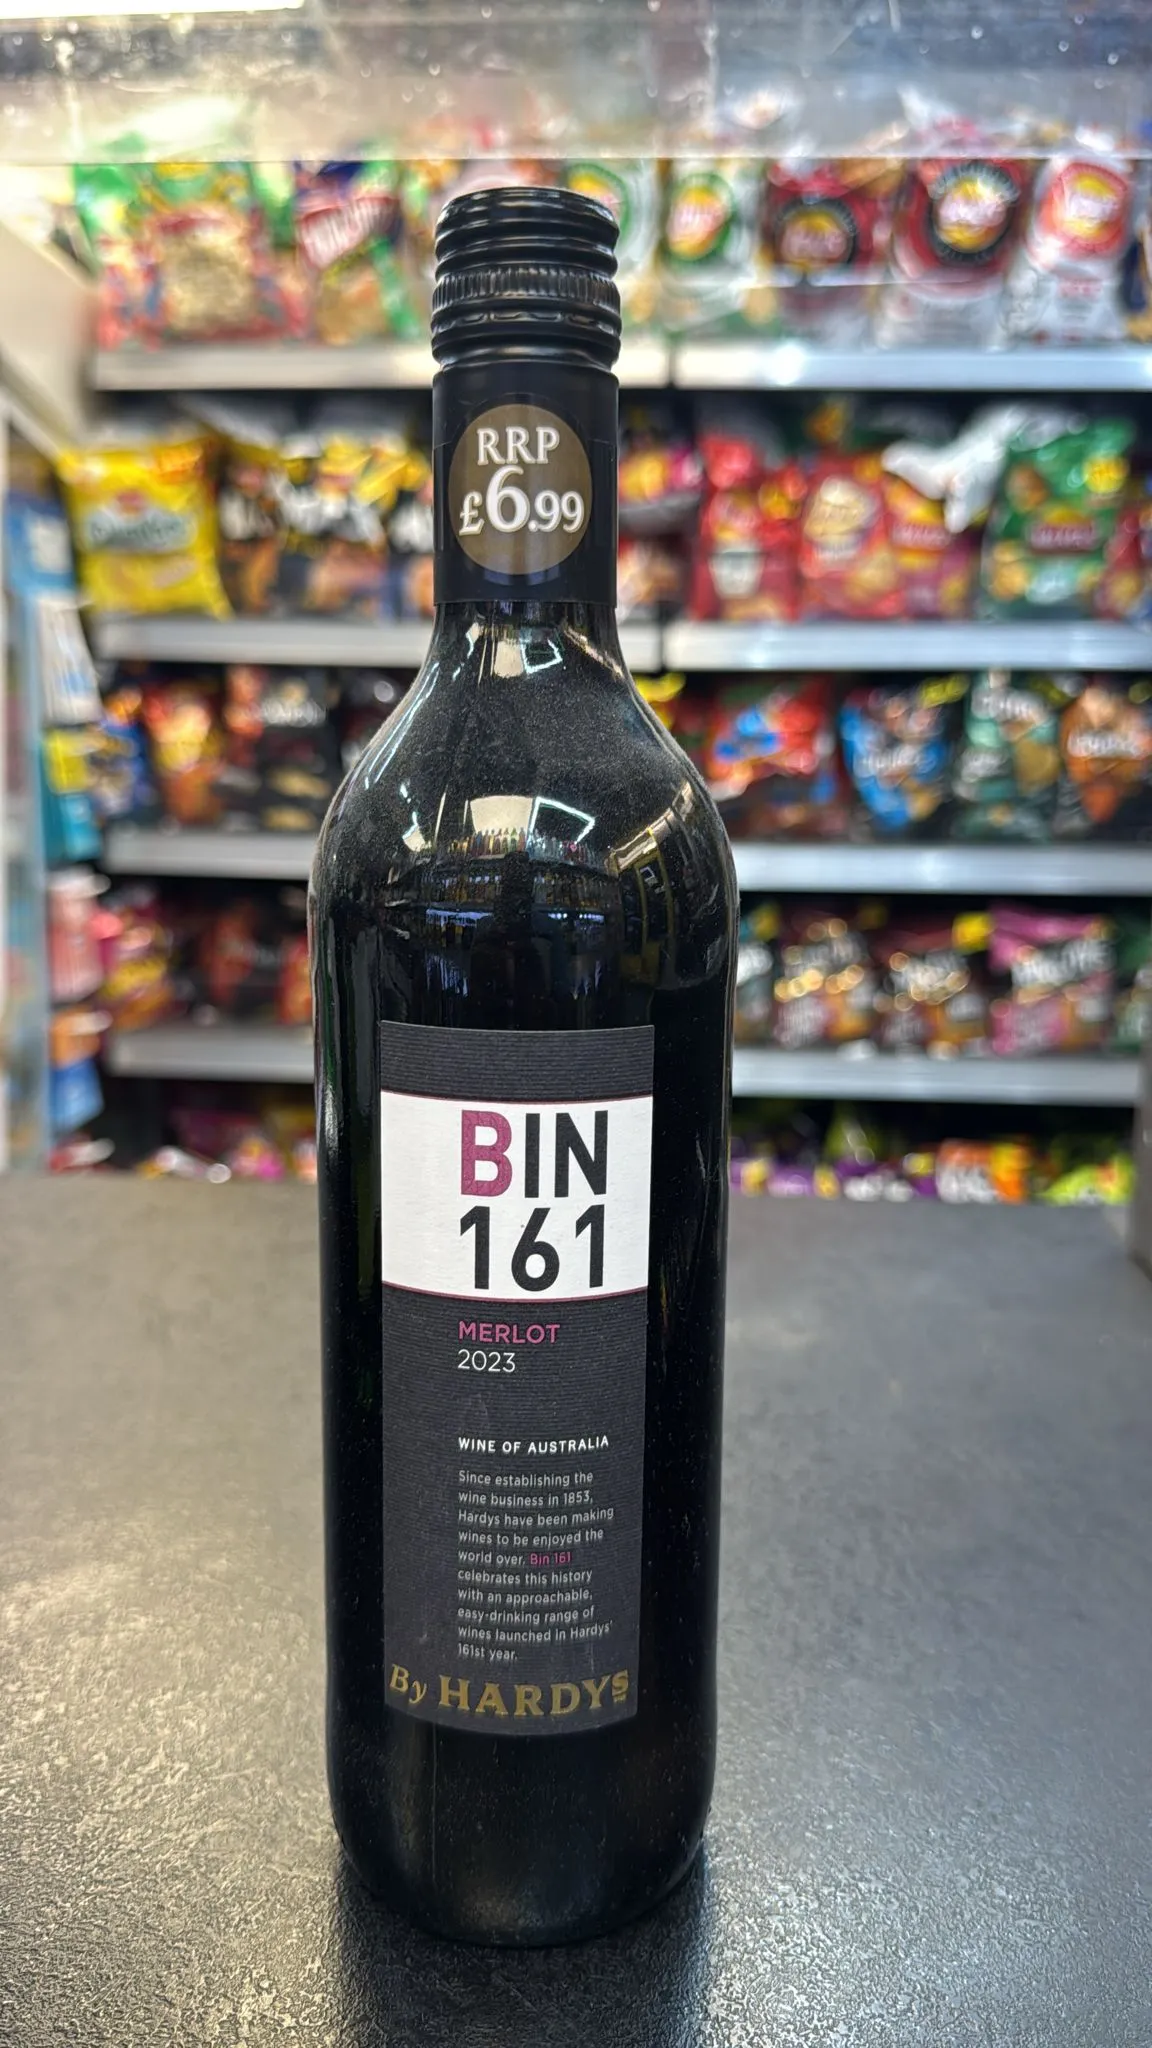 RRP
£6.99
BIN
161
MERLOT
2023
WINE OF AUSTRALIA
Since establishing the
wine business in 1853,
Hardys have been making
wines to be enjoyed the
world over. Bin 161
celebrates this history
with an approachable,
easy-drinking range of
wines launched in Hardys'
161st year.
By HARDYS